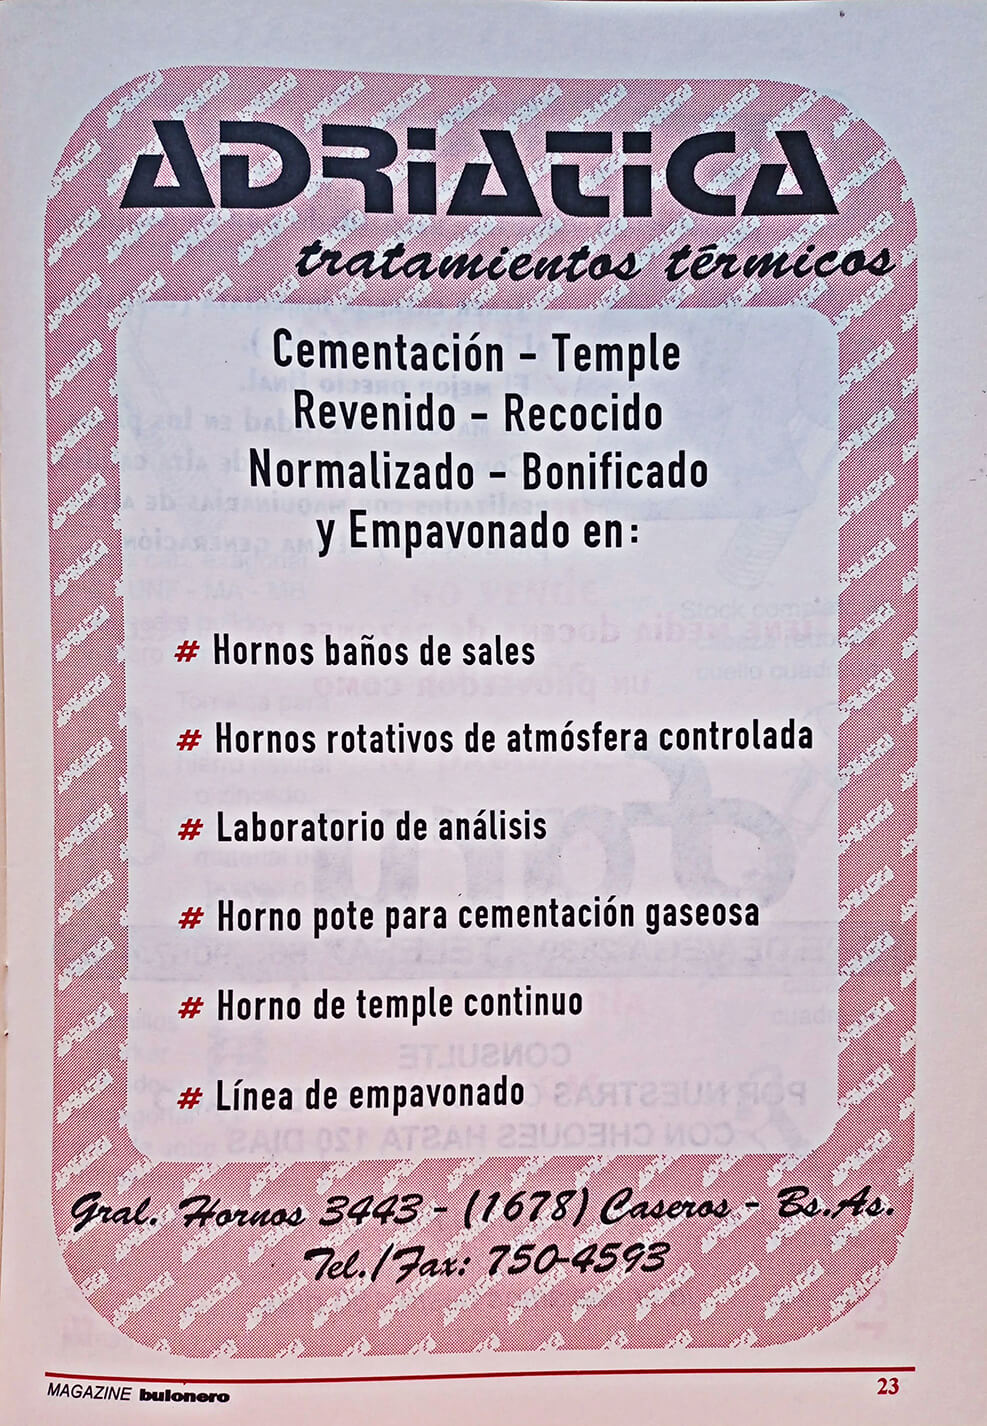 ADRiATiCA
tratamientos térmicos
Cementación - Temple
Revenido - Recocido
Normalizado - Bonificado
y Empavonado en:
# Hornos baños de sales
# Hornos rotativos de atmósfera controlada
# Laboratorio de análisis
# Horno pote para cementación gaseosa
# Horno de temple continuo
# Línea de empavonado
Gral. Hornos 3443 - (1678) Caseros - Bs.As.
Tel./Fax: 750-4593
MAGAZINE bulonero
23